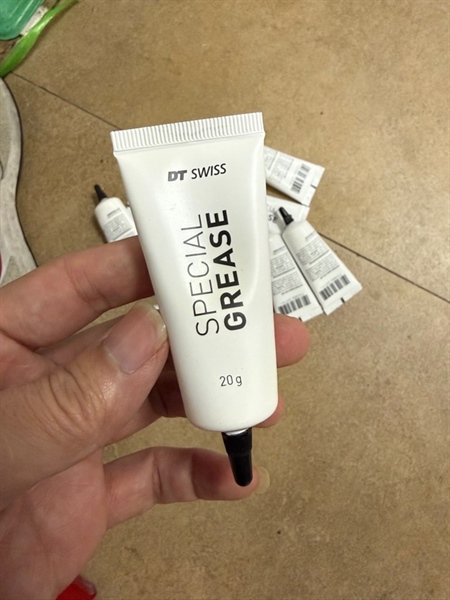 DT SWISS
SPECIAL
GREASE
20 g